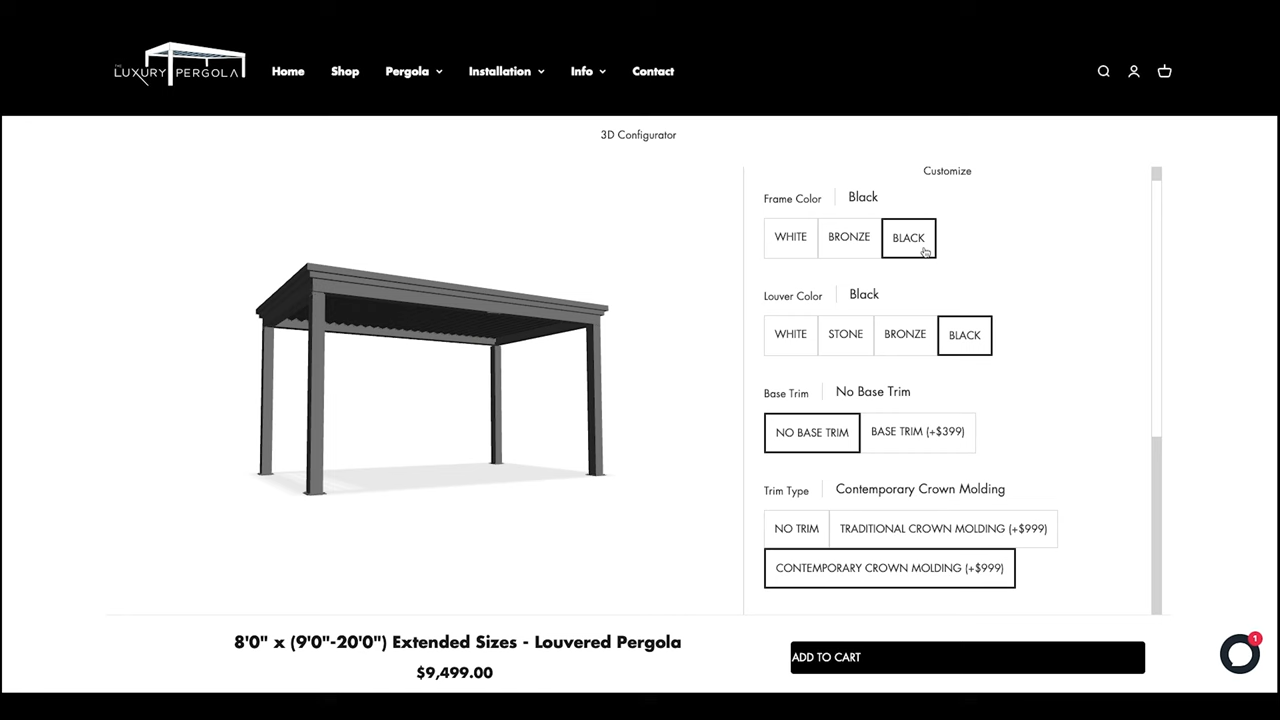 THE
LUXURY PERGOLA
Home Shop Pergola Installation Info Contact
3D Configurator
Customize
Frame Color Black
WHITE BRONZE BLACK
Louver Color Black
WHITE STONE BRONZE BLACK
Base Trim No Base Trim
NO BASE TRIM BASE TRIM (+$399)
Trim Type Contemporary Crown Molding
NO TRIM TRADITIONAL CROWN MOLDING (+$999)
CONTEMPORARY CROWN MOLDING (+$999)
8'0" x (9'0"-20'0") Extended Sizes - Louvered Pergola
$9,499.00
ADD TO CART
1